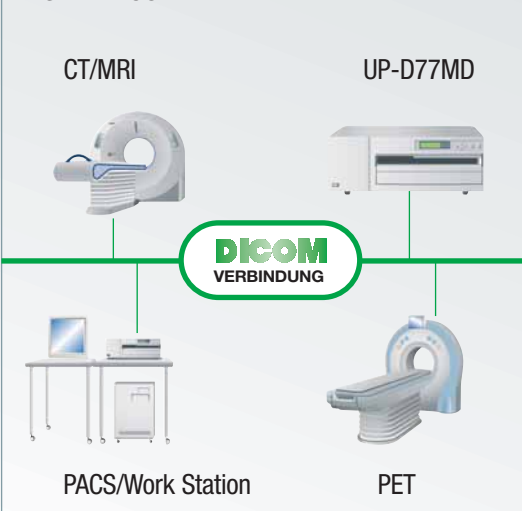 CT/MRI
UP-D77MD
DICOM
VERBINDUNG
PACS/Work Station
PET